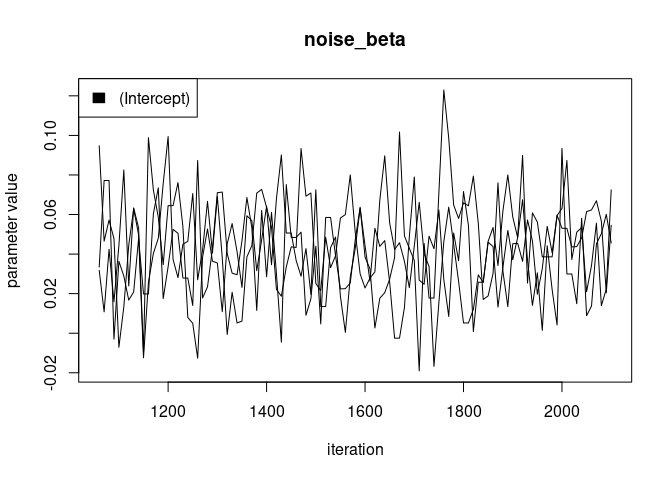 noise_beta
(Intercept)
parameter value
0.10
0.06
0.02
-0.02
1200 1400 1600 1800 2000
iteration